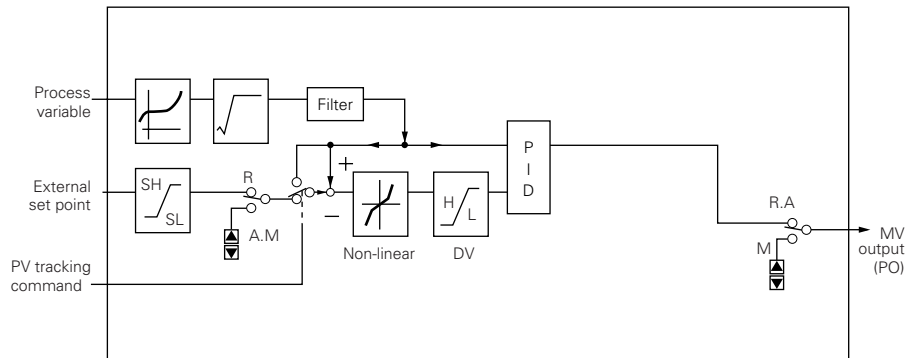 Process
variable
Filter
P
I
D
+
External
set point
SH
SL
R
A.M
−
Non-linear
H
L
DV
R.A
M
MV
output
(PO)
PV tracking
command